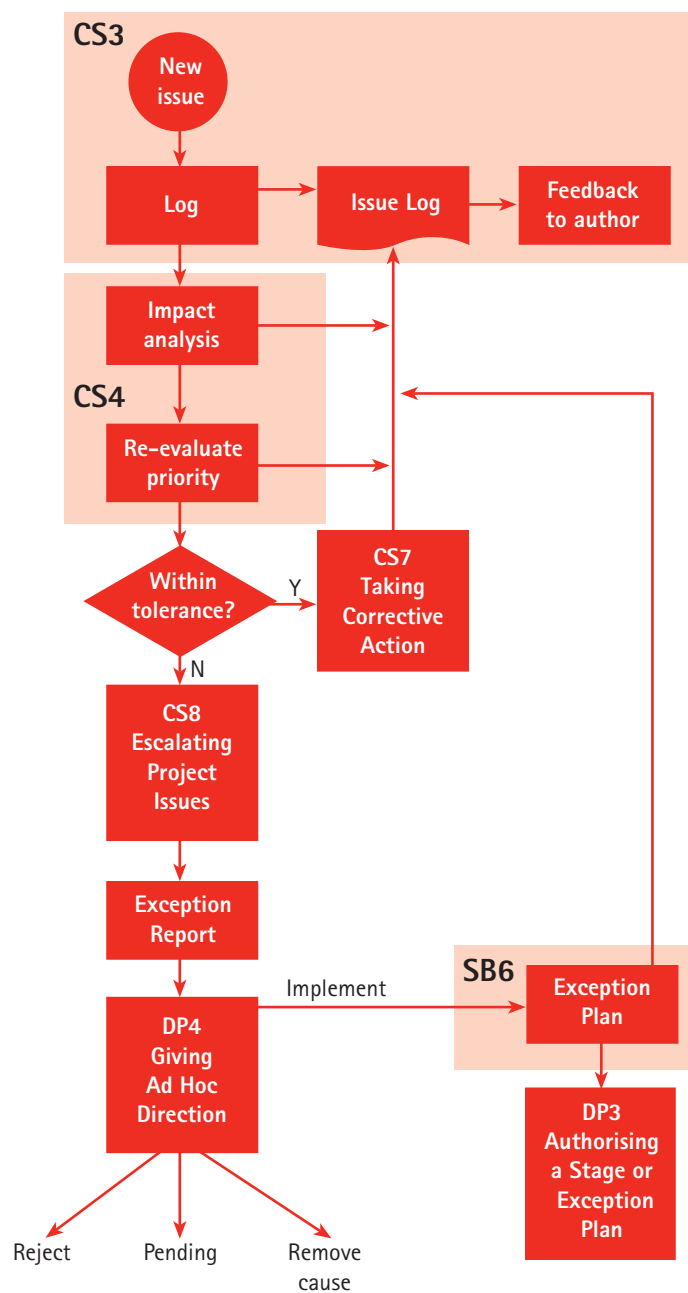 CS3
New
issue
Log
Issue Log
Feedback
to author
Impact
analysis
CS4
Re-evaluate
priority
Within
tolerance?
Y
CS7
Taking
Corrective
Action
N
CS8
Escalating
Project
Issues
Exception
Report
DP4
Giving
Ad Hoc
Direction
Implement
SB6
Exception
Plan
DP3
Authorising
a Stage or
Exception
Plan
Reject
Pending
Remove
cause